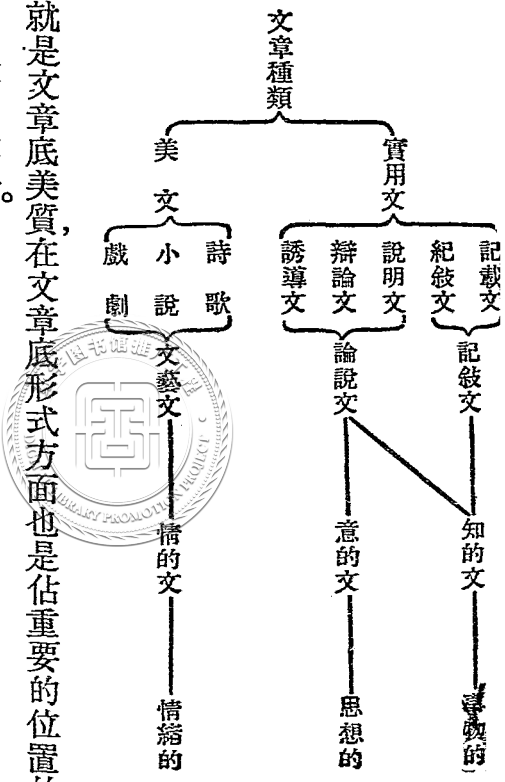 文章種類
實用文
美文
記載文
紀敍文
說明文
辯論文
誘導文
詩歌
小說
戲劇
記敍文
論說文
文藝文
知的文
意的文
情的文
思想的
情緒的
就是文章底美質，在文章底形式方面也是佔重要的位置
LIBRARY PROMOTION PROJECT